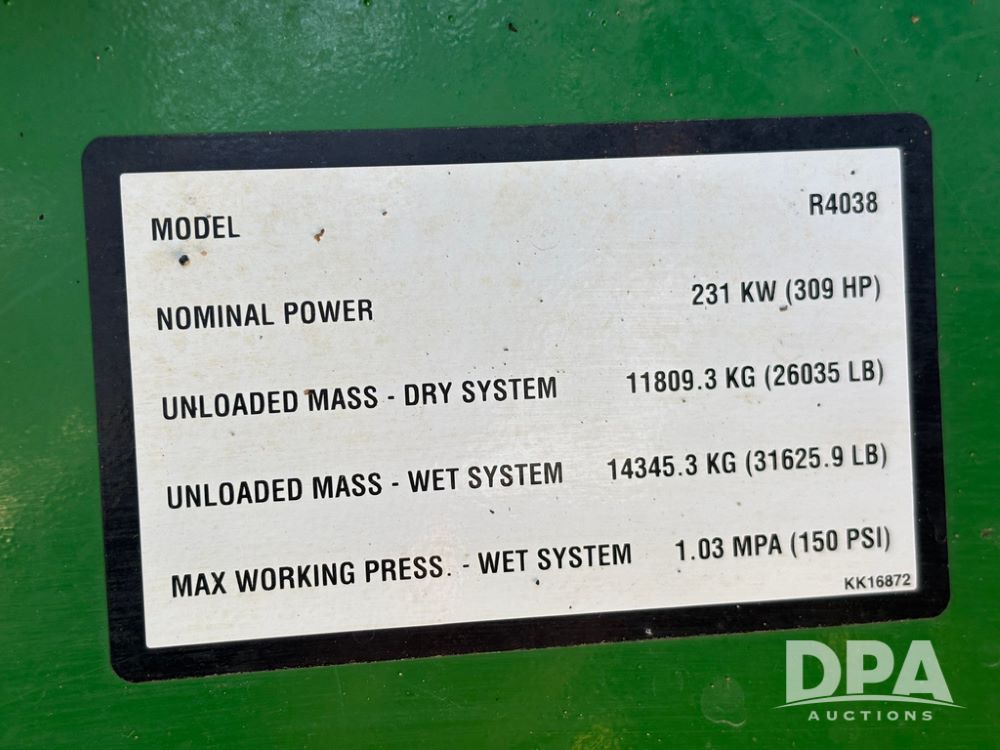 MODEL R4038
NOMINAL POWER 231 KW (309 HP)
UNLOADED MASS - DRY SYSTEM 11809.3 KG (26035 LB)
UNLOADED MASS - WET SYSTEM 14345.3 KG (31625.9 LB)
MAX WORKING PRESS. - WET SYSTEM 1.03 MPA (150 PSI)
KK16872
DPA
AUCTIONS